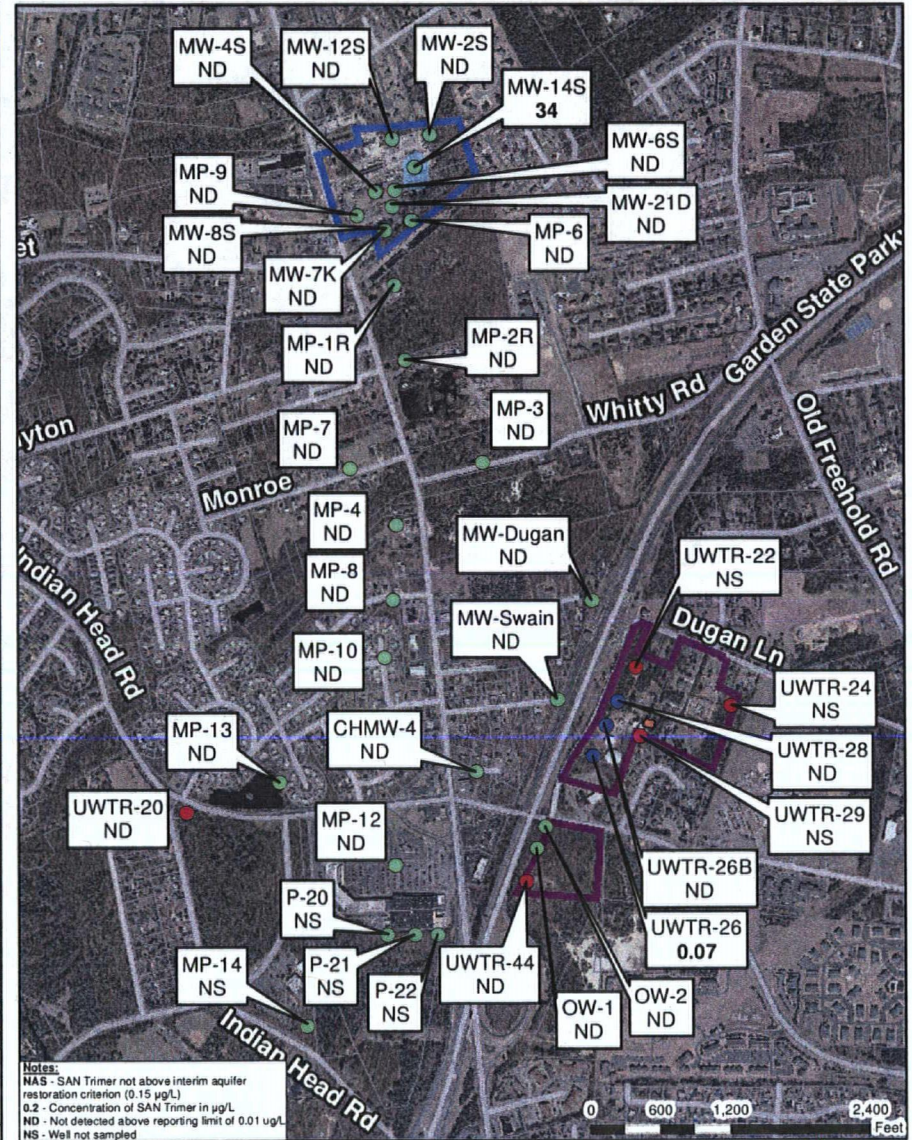 MW-4S
ND
MW-12S
ND
MW-2S
ND
MW-14S
34
MW-6S
ND
MP-9
ND
MW-21D
ND
MW-8S
ND
MP-6
ND
MW-7K
ND
MP-1R
ND
MP-2R
ND
Garden State Park
Whitty Rd
Old Freehold Rd
MP-3
ND
MP-7
ND
Monroe
MP-4
ND
MW-Dugan
ND
UWTR-22
NS
MP-8
ND
Indian Head Rd
MW-Swain
ND
Dugan Ln
MP-10
ND
UWTR-24
NS
MP-13
ND
CHMW-4
ND
UWTR-28
ND
UWTR-20
ND
MP-12
ND
UWTR-29
NS
UWTR-26B
ND
P-20
NS
UWTR-26
0.07
MP-14
NS
P-21
NS
P-22
NS
UWTR-44
ND
OW-1
ND
OW-2
ND
Indian Head Rd
Notes:
NAS - SAN Trimer not above interim aquifer
restoration criterion (0.15 µg/L)
0.2 - Concentration of SAN Trimer in µg/L
ND - Not detected above reporting limit of 0.01 ug/L
NS - Well not sampled
0 600 1,200 2,400
Feet